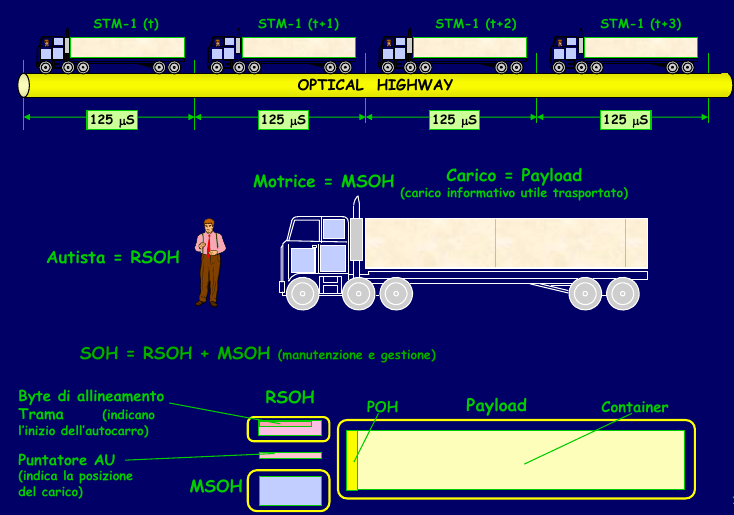 STM-1 (t)
STM-1 (t+1)
STM-1 (t+2)
STM-1 (t+3)
OPTICAL HIGHWAY
125 μS
125 μS
125 μS
125 μS
Motrice = MSOH
Carico = Payload
(carico informativo utile trasportato)
Autista = RSOH
SOH = RSOH + MSOH (manutenzione e gestione)
Byte di allineamento
Trama (indicano
l'inizio dell'autocarro)
RSOH
POH
Payload
Container
Puntatore AU
(indica la posizione
del carico)
MSOH